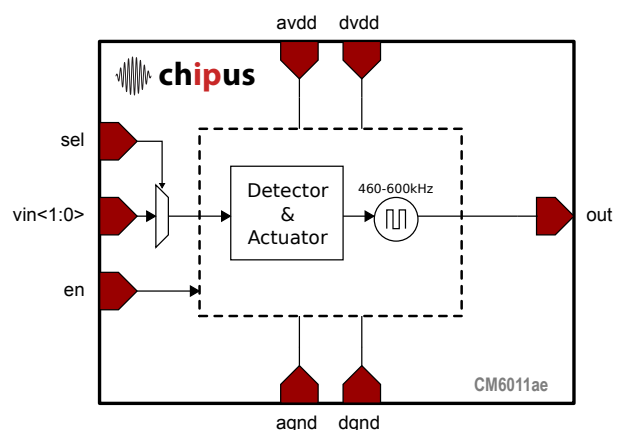 avdd dvdd
chipus
sel
vin<1:0>
en
Detector
&
Actuator
460-600kHz
out
CM6011ae
agnd dgnd